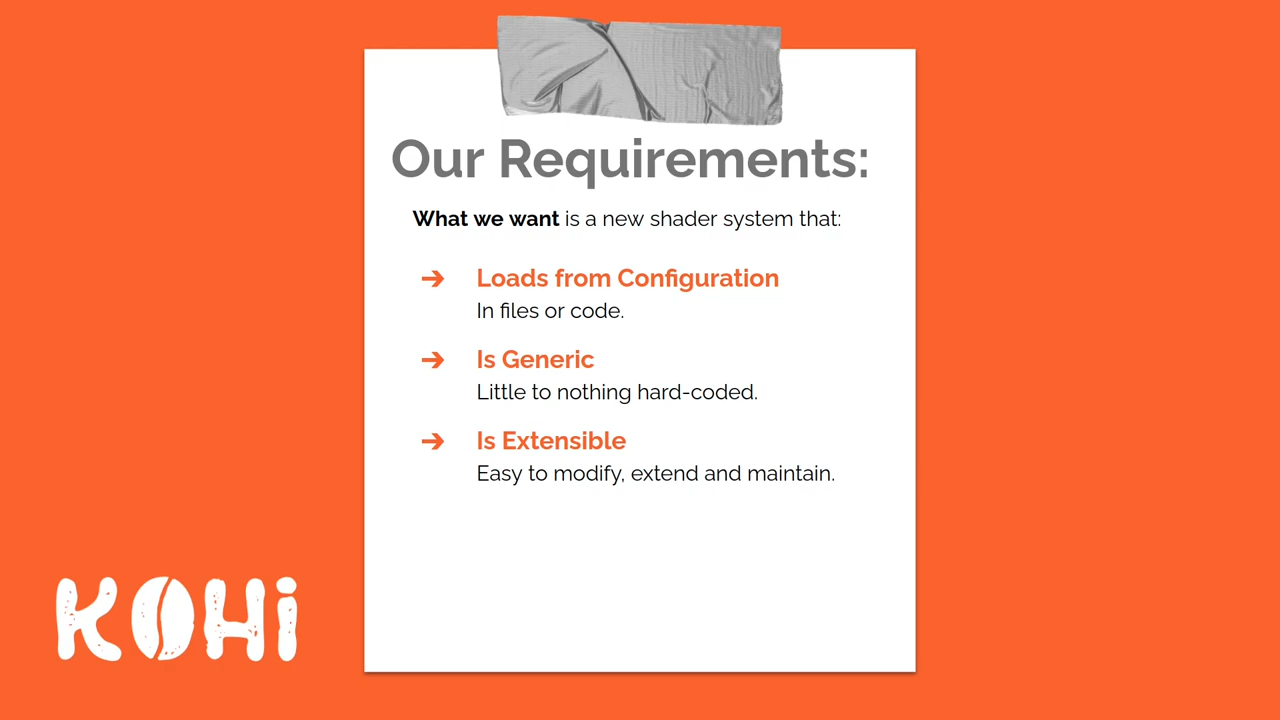 Our Requirements:
What we want is a new shader system that:
➔ Loads from Configuration
In files or code.
➔ Is Generic
Little to nothing hard-coded.
➔ Is Extensible
Easy to modify, extend and maintain.
KOHi